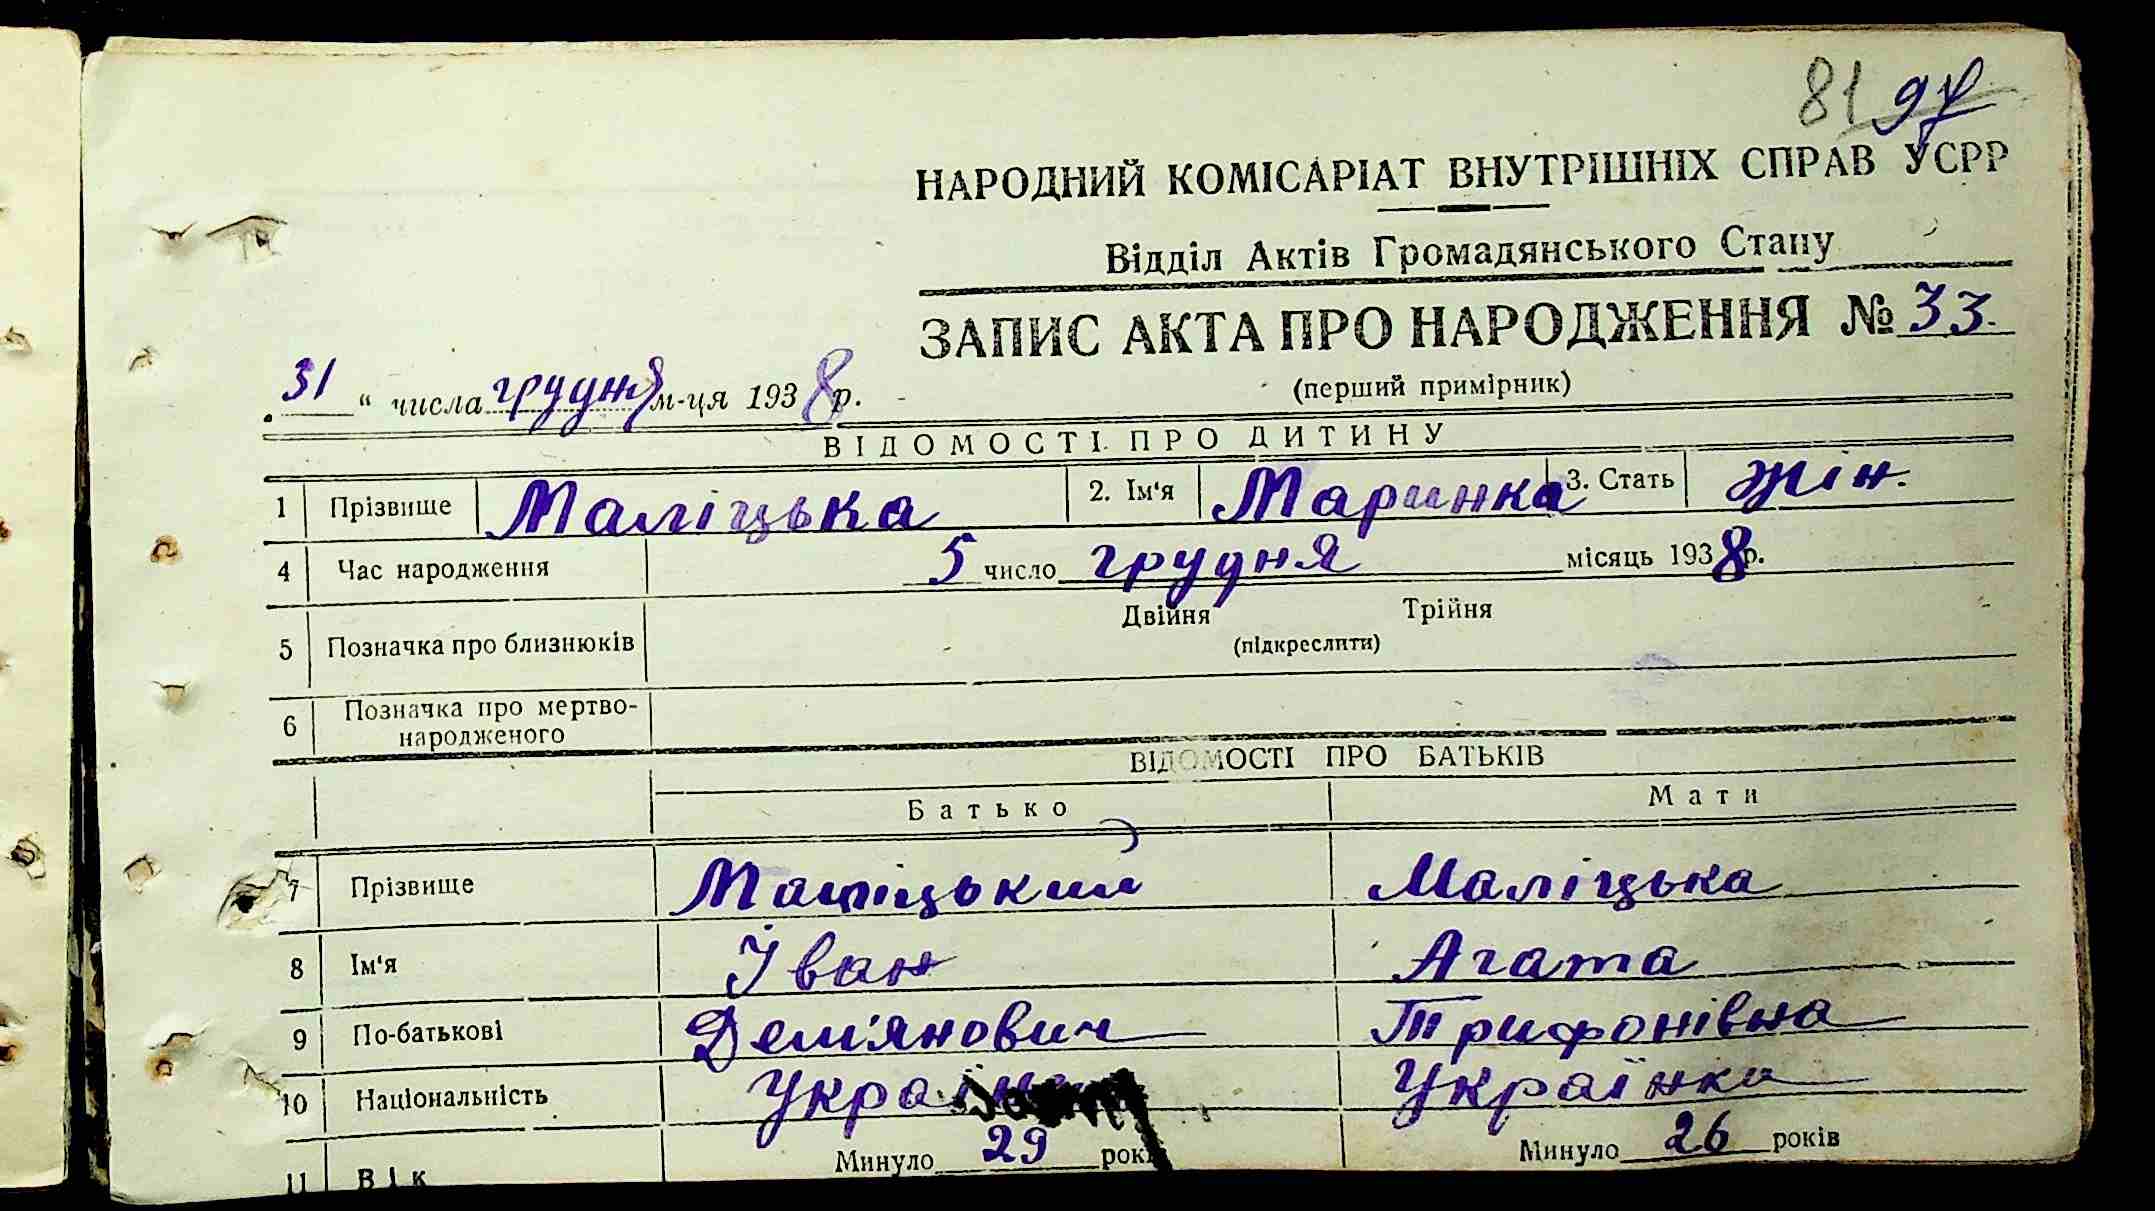 81
НАРОДНИЙ КОМІСАРІАТ ВНУТРІШНІХ СПРАВ УСРР
Відділ Актів Громадянського Стану
ЗАПИС АКТА ПРО НАРОДЖЕННЯ № 33.
(перший примірник)
31 “ числа грудня м-ця 1938 р.
ВІДОМОСТІ ПРО ДИТИНУ
1 Прізвище Маліцька 2. Ім'я Маринка 3. Стать жін.
4 Час народження 5 число грудня місяць 1938 р.
5 Позначка про близнюків Двійня Трійня
(підкреслити)
6 Позначка про мертво-
народженого
ВІДОМОСТІ ПРО БАТЬКІВ
Батько Мати
7 Прізвище Маліцький Маліцька
8 Ім'я Іван Агата
9 По-батькові Дем'янович Трифонівна
10 Національність Українка
11 Вік Минуло 29 років Минуло 26 років